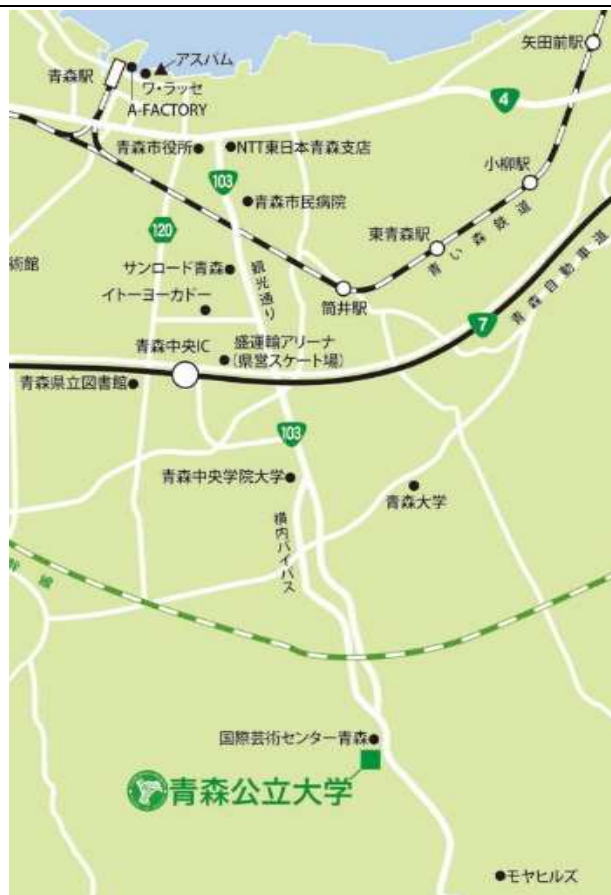 矢田前駅
アスパム
青森駅
ワ・ラッセ
A-FACTORY
4
青森市役所
NTT東日本青森支店
小柳駅
103
青森市民病院
120
東青森駅
青い森鉄道
術館
サンロード青森
観光通り
イトーヨーカドー
筒井駅
青森自動車道
7
青森中央IC
盛運輸アリーナ
(県営スケート場)
青森県立図書館
103
青森中央学院大学
青森大学
横内バイパス
幹線
国際芸術センター青森
青森公立大学
モヤヒルズ